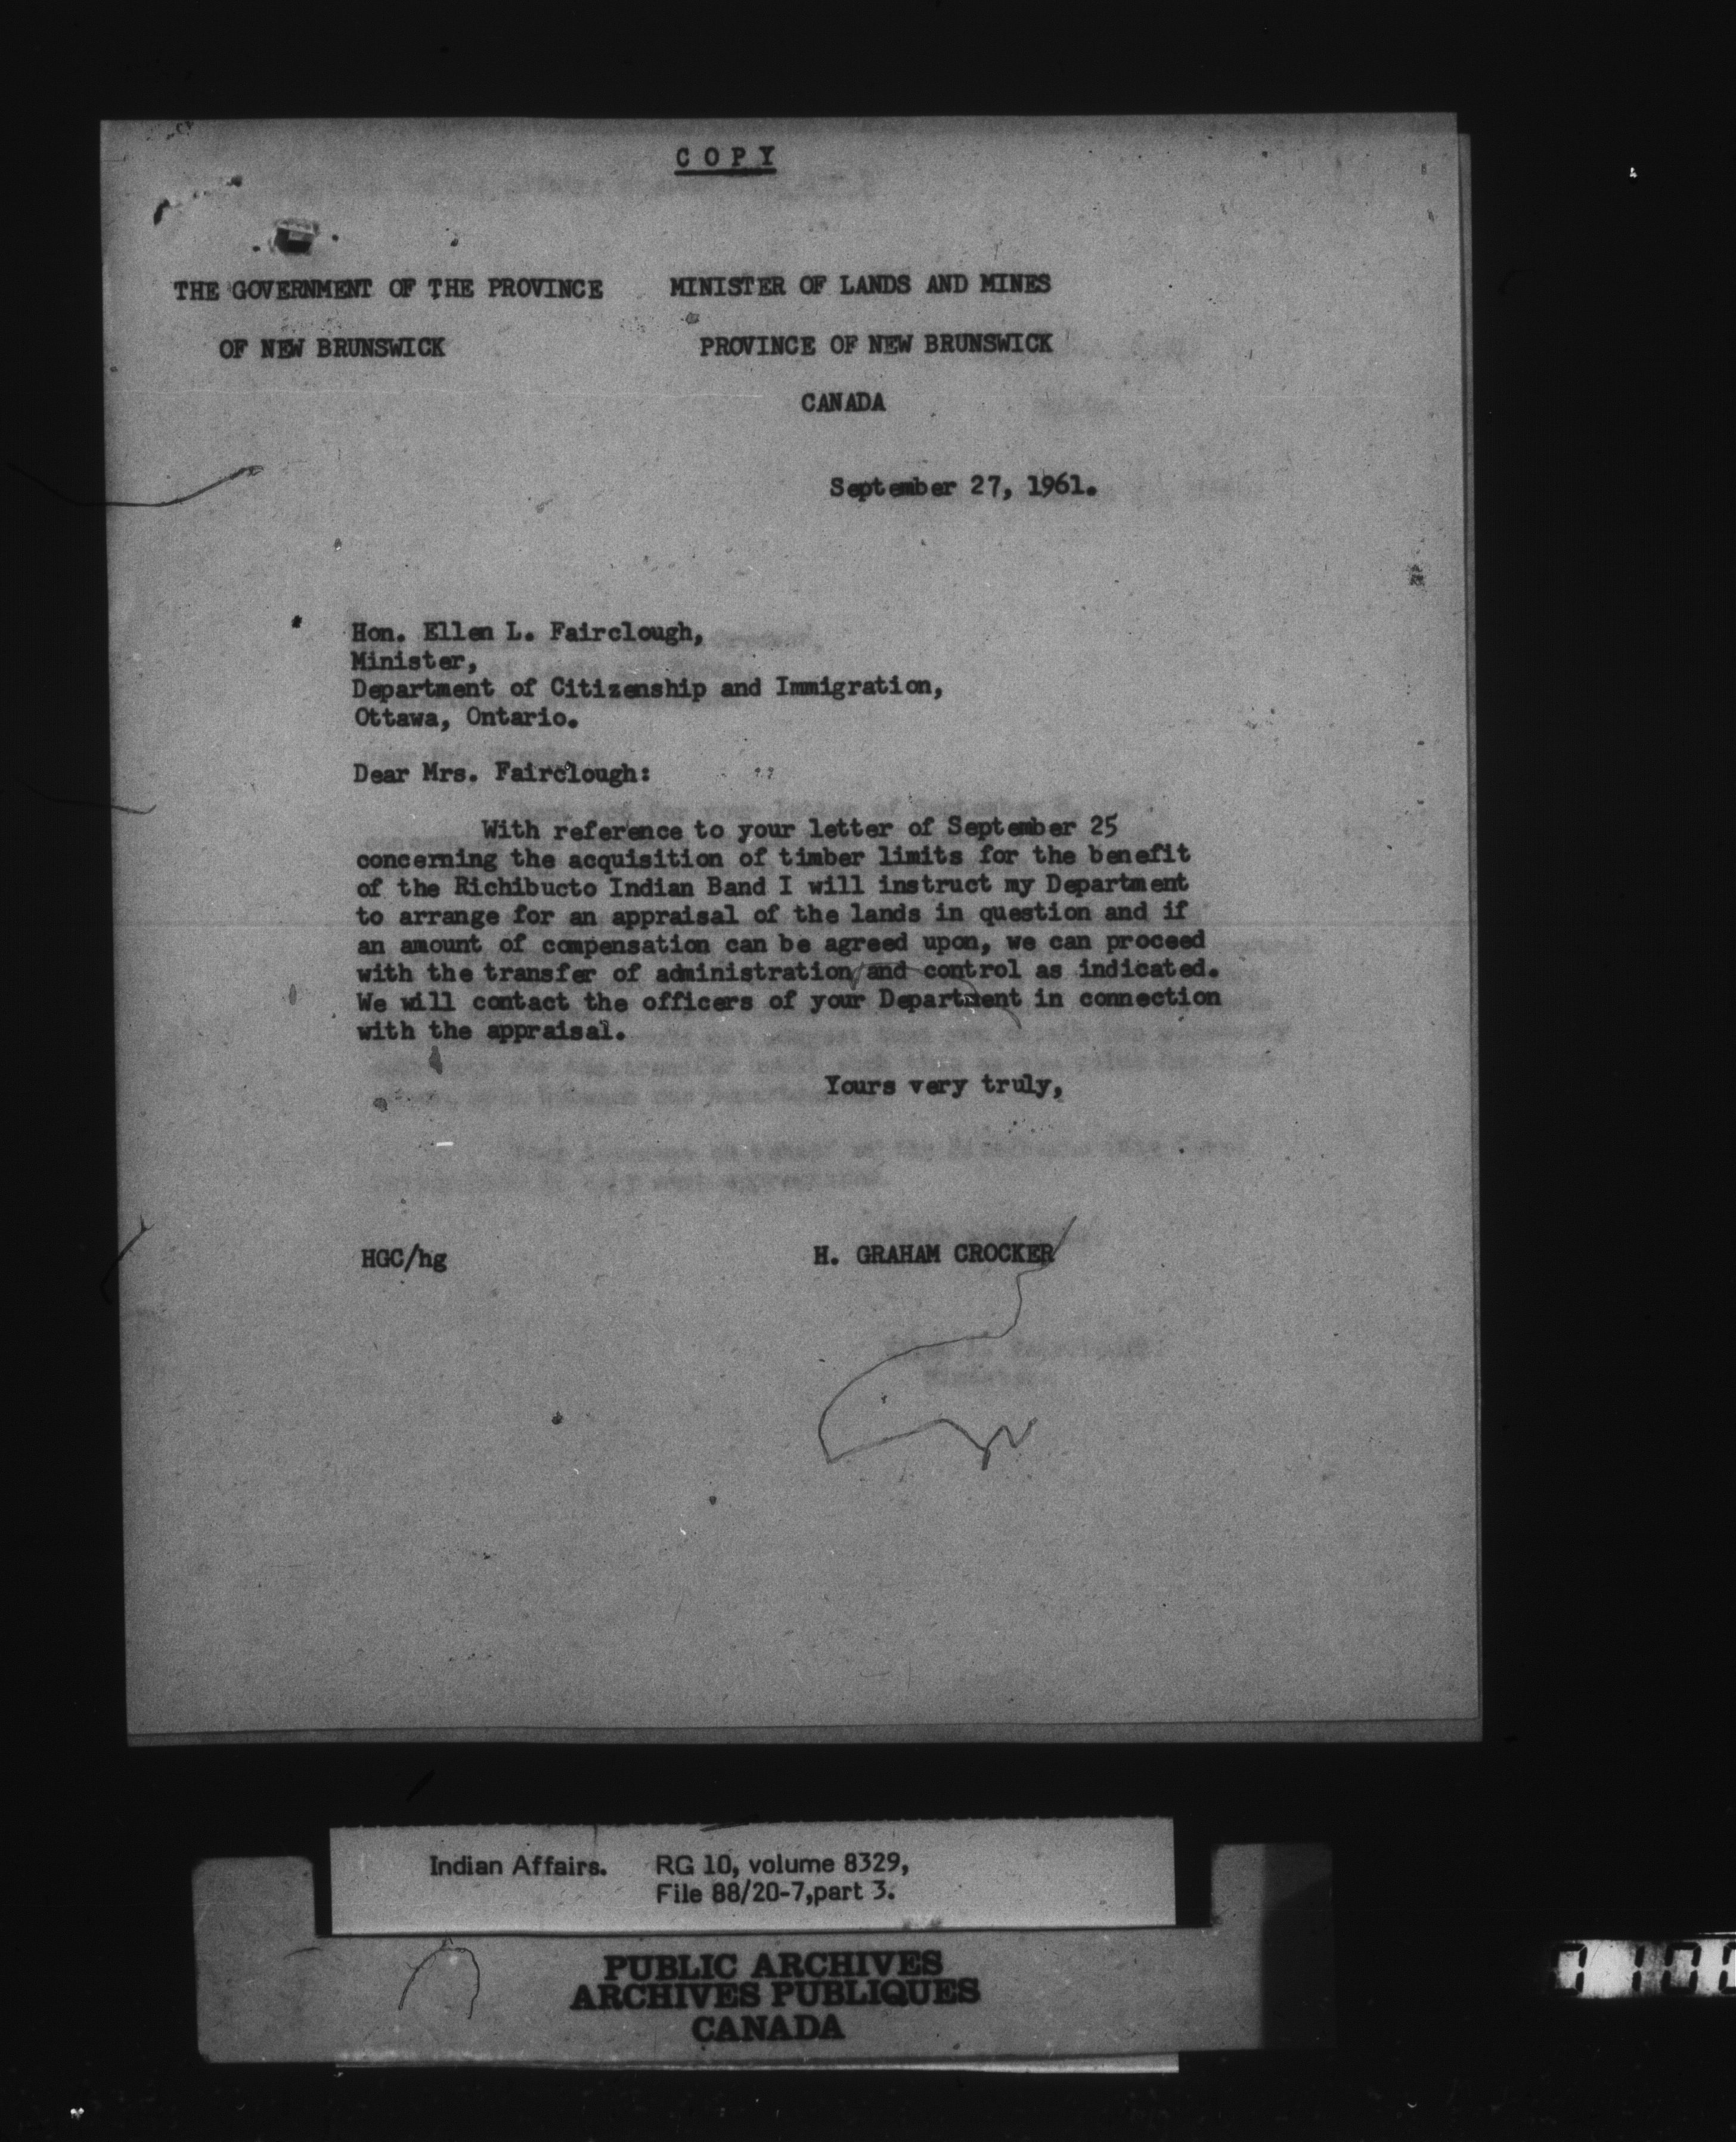 COPY
THE GOVERNMENT OF THE PROVINCE
OF NEW BRUNSWICK
MINISTER OF LANDS AND MINES
PROVINCE OF NEW BRUNSWICK
CANADA
September 27, 1961.
Hon. Ellen L. Fairclough,
Minister,
Department of Citizenship and Immigration,
Ottawa, Ontario.
Dear Mrs. Fairclough:
With reference to your letter of September 25
concerning the acquisition of timber limits for the benefit
of the Richibucto Indian Band I will instruct my Department
to arrange for an appraisal of the lands in question and if
an amount of compensation can be agreed upon, we can proceed
with the transfer of administration and control as indicated.
We will contact the officers of your Department in connection
with the appraisal.
Yours very truly,
HGC/hg
H. GRAHAM CROCKER
Indian Affairs. RG 10, volume 8329,
File 88/20-7,part 3.
PUBLIC ARCHIVES
ARCHIVES PUBLIQUES
CANADA